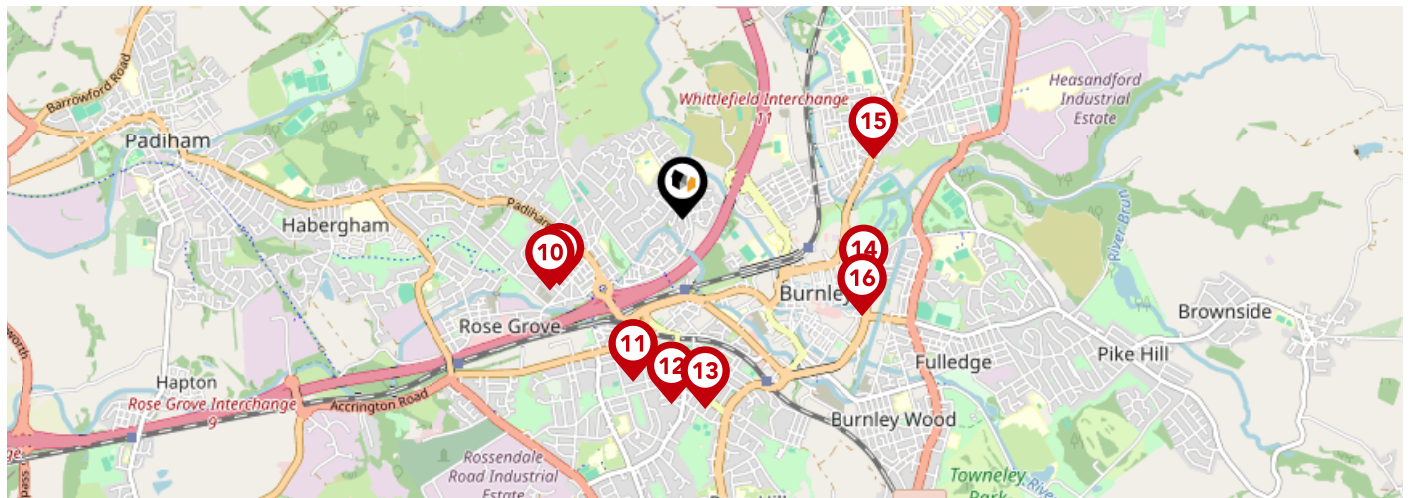 Whittlefield Interchange
11
Heasandford
Industrial
Estate
Barrowford Road
15
Padiham
Padiham
Habergham
River Brun
10
14
16
Burnley
Brownside
Rose Grove
11
12
13
Fulledge
Pike Hill
Hapton
Rose Grove Interchange
9
Accrington Road
Burnley Wood
Rossendale
Road Industrial
Estate
Towneley
Park
River